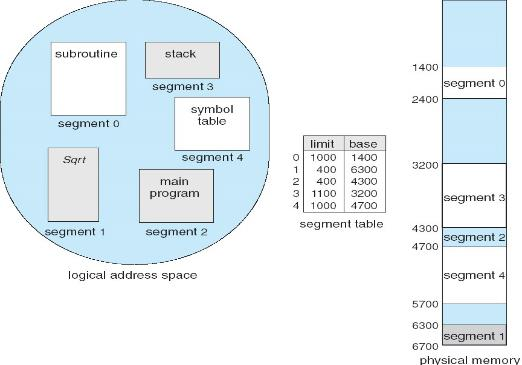 subroutine
segment 0
stack
segment 3
symbol
table
segment 4
Sqrt
segment 1
main
program
segment 2
logical address space
limit base
0 1000 1400
1 400 6300
2 400 4300
3 1100 3200
4 1000 4700
segment table
1400
segment 0
2400
3200
segment 3
4300
segment 2
4700
segment 4
5700
6300
segment 1
6700
physical memory